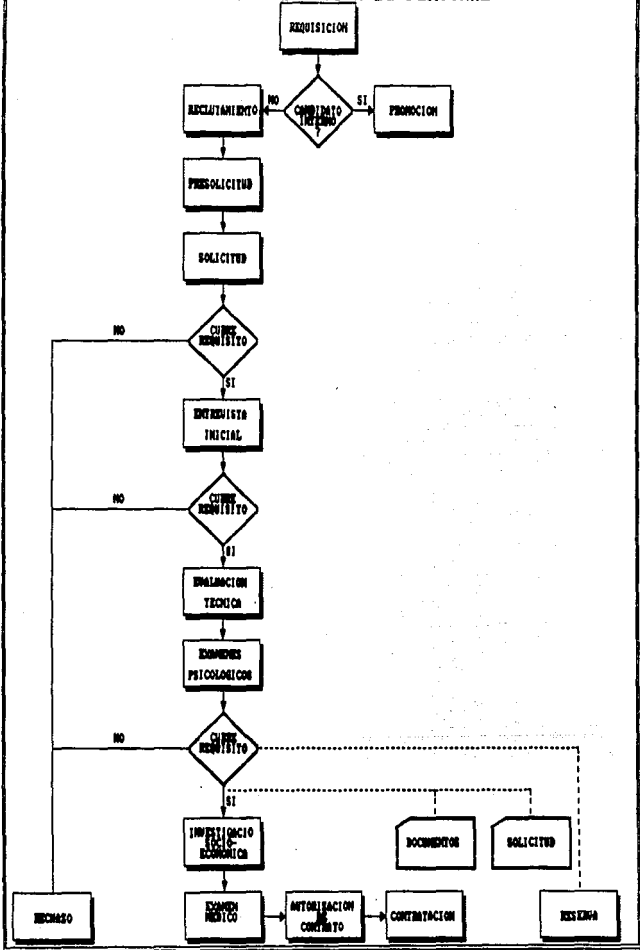 REQUISICION
NO
SI
RECLUTAMIENTO
CANDIDATO
INTERNO
?
PROMOCION
PRESOLICITUD
SOLICITUD
CUBRE
REQUISITO
NO
SI
ENTREVISTA
INICIAL
CUBRE
REQUISITO
NO
SI
EVALUACION
TECNICA
EXAMENES
PSICOLOGICOS
CUBRE
REQUISITO
NO
SI
INVESTIGACIO
SOCIO-
ECONOMICA
DOCUMENTOS
SOLICITUD
RECHAZO
EXAMEN
MEDICO
AUTORIZACION
DE
CONTRATO
CONTRATACION
RESERVA